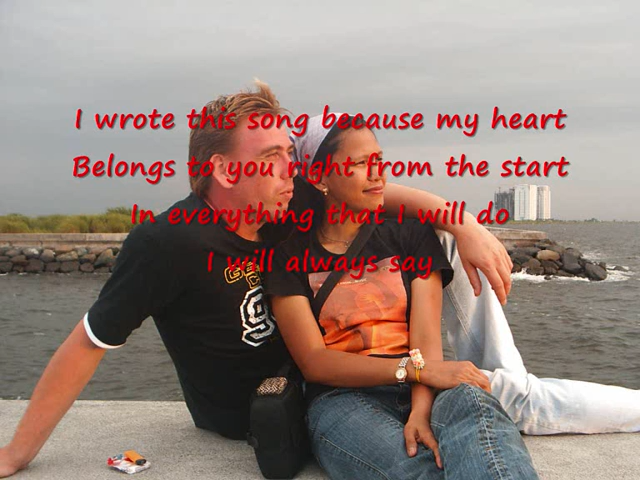 I wrote this song because my heart
Belongs to you right from the start
In everything that I will do
I will always say